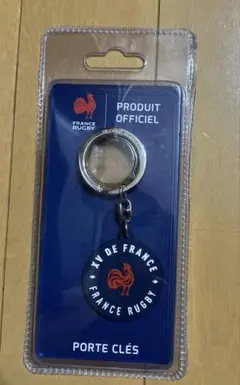 FRANCE
RUGBY
PRODUIT
OFFICIEL
XV DE FRANCE
FRANCE RUGBY
PORTE CLÉS